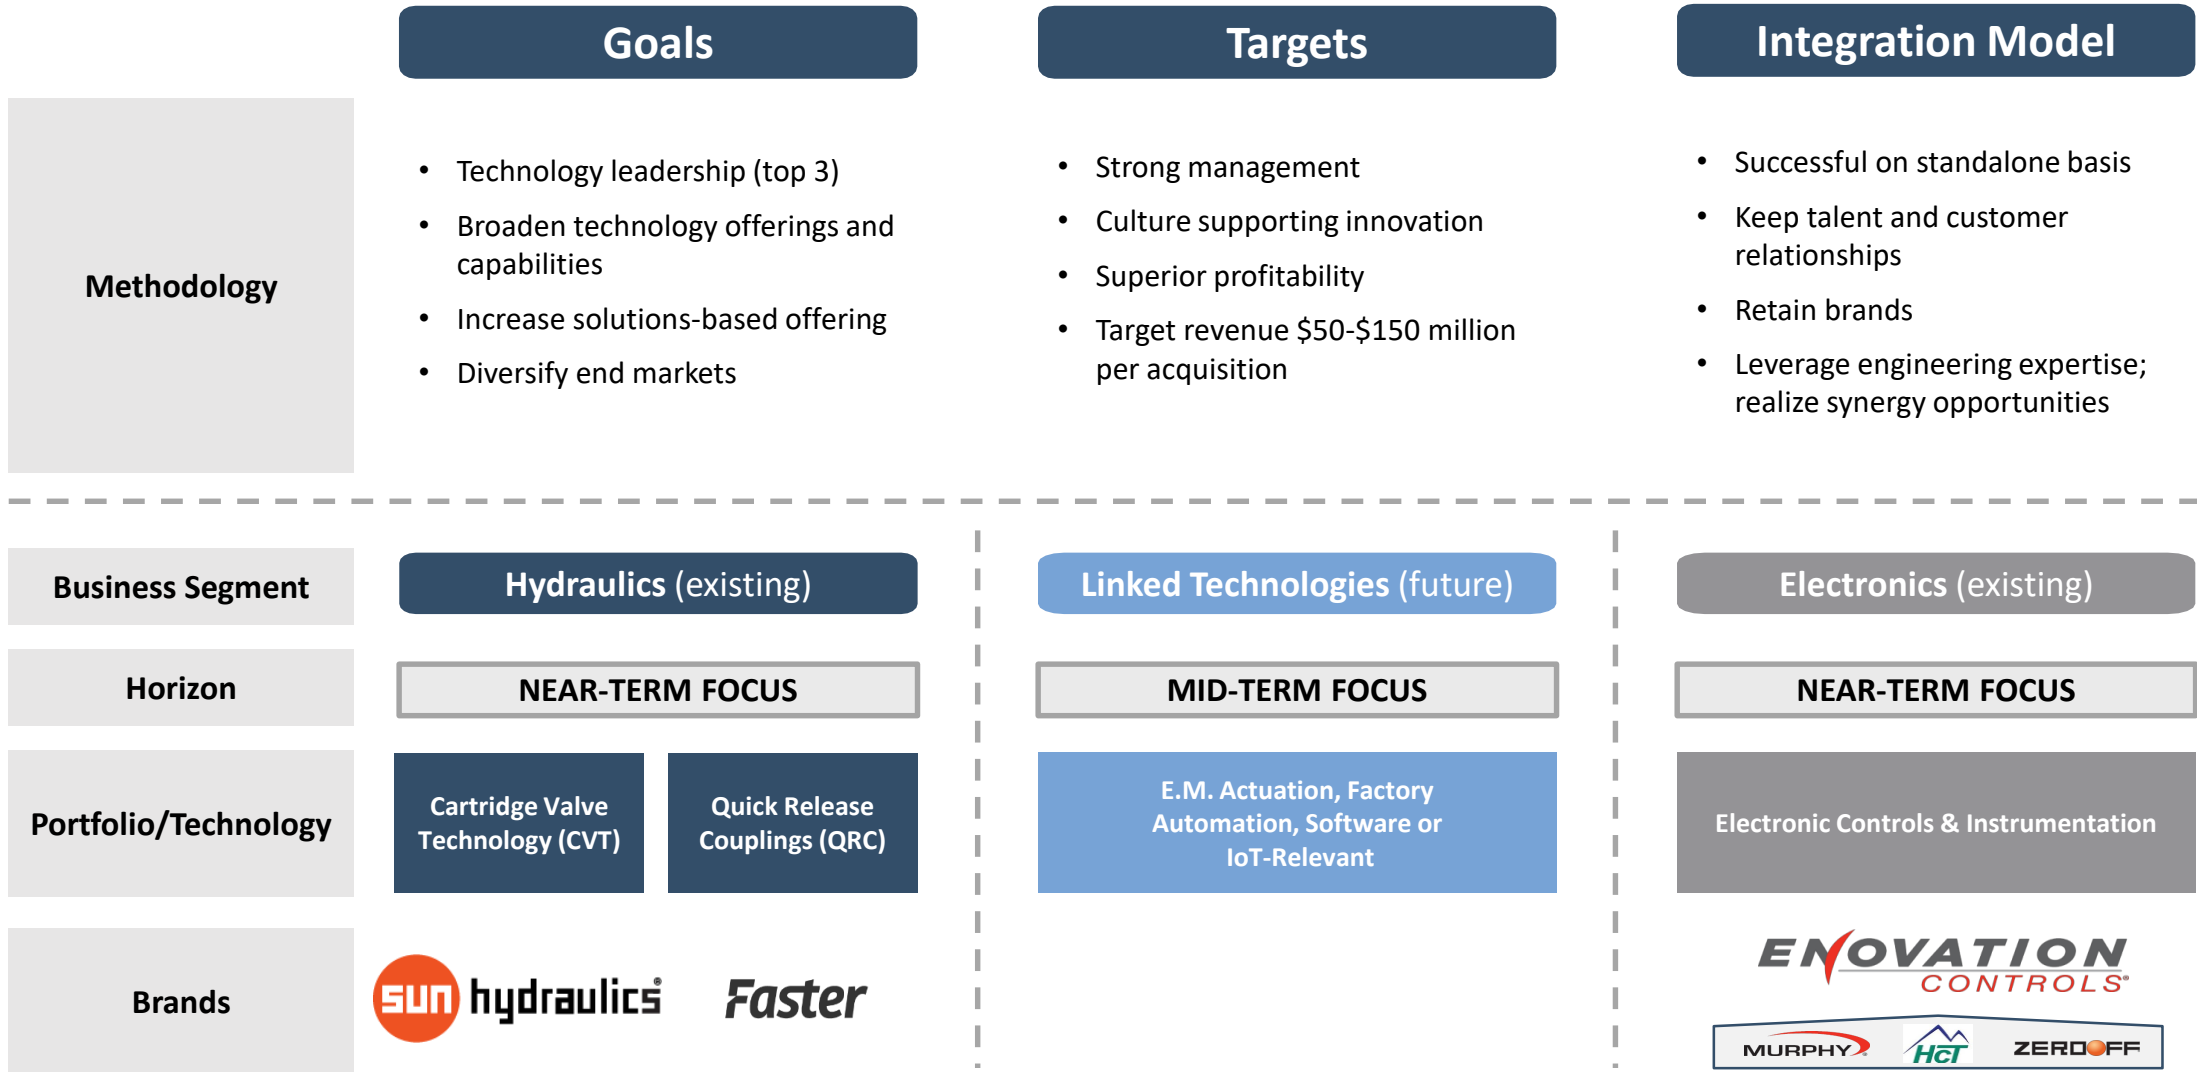 Goals
Targets
Integration Model
Methodology
• Technology leadership (top 3)
• Broaden technology offerings and
capabilities
• Increase solutions-based offering
• Diversify end markets
• Strong management
• Culture supporting innovation
• Superior profitability
• Target revenue $50-$150 million
per acquisition
• Successful on standalone basis
• Keep talent and customer
relationships
• Retain brands
• Leverage engineering expertise;
realize synergy opportunities
Business Segment
Hydraulics (existing)
Linked Technologies (future)
Electronics (existing)
Horizon
NEAR-TERM FOCUS
MID-TERM FOCUS
NEAR-TERM FOCUS
Portfolio/Technology
Cartridge Valve
Technology (CVT)
Quick Release
Couplings (QRC)
E.M. Actuation, Factory
Automation, Software or
IoT-Relevant
Electronic Controls & Instrumentation
Brands
sun hydraulics®
Faster
ENOVATION
CONTROLS®
MURPHY®
HCT
ZEROOFF